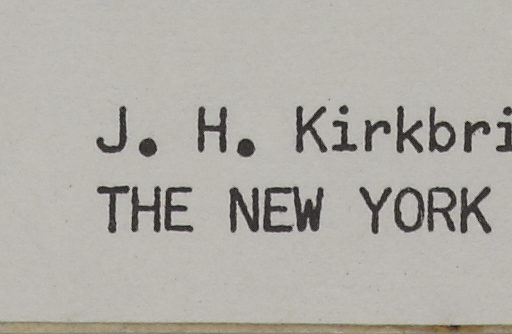 J. H. Kirkbri
THE NEW YORK